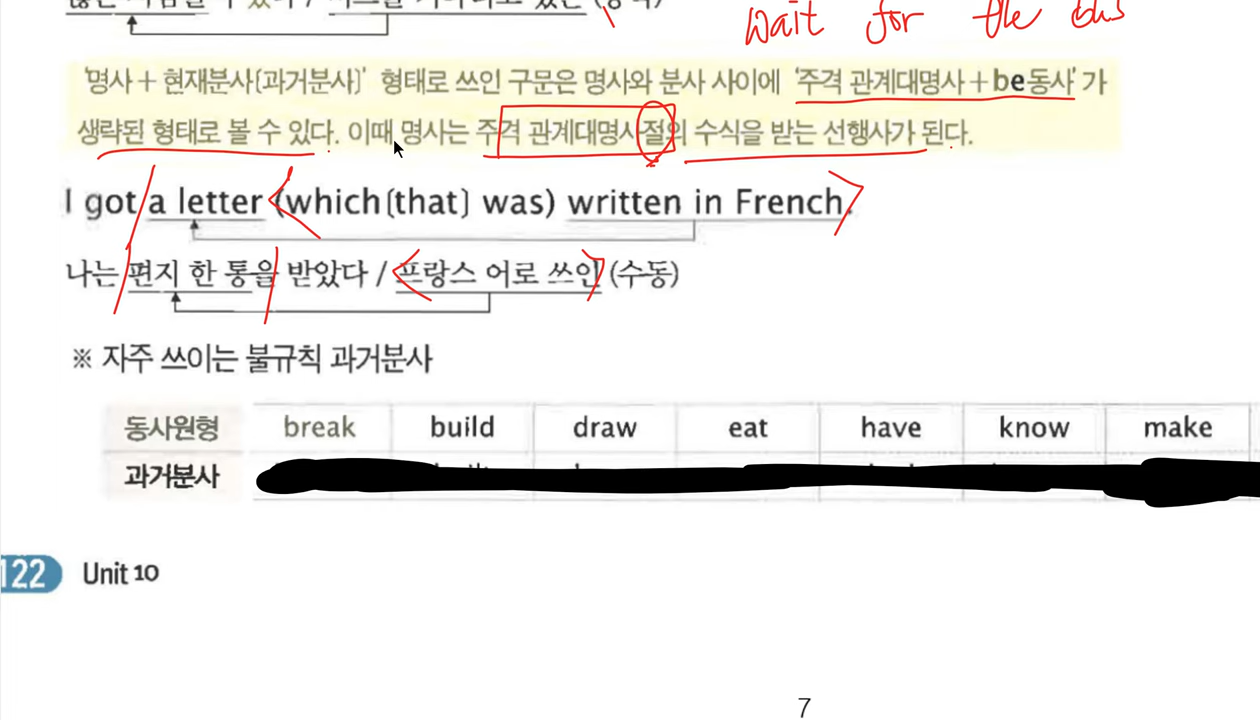 wait for the bus
'명사 + 현재분사[과거분사]' 형태로 쓰인 구문은 명사와 분사 사이에 '주격 관계대명사 + be동사'가
생략된 형태로 볼 수 있다. 이때 명사는 주격 관계대명사절의 수식을 받는 선행사가 된다.
I got a letter (which[that] was) written in French.
나는 편지 한 통을 받았다 / 프랑스 어로 쓰인 (수동)
※ 자주 쓰이는 불규칙 과거분사
동사원형 break build draw eat have know make
과거분사
122 Unit 10
7